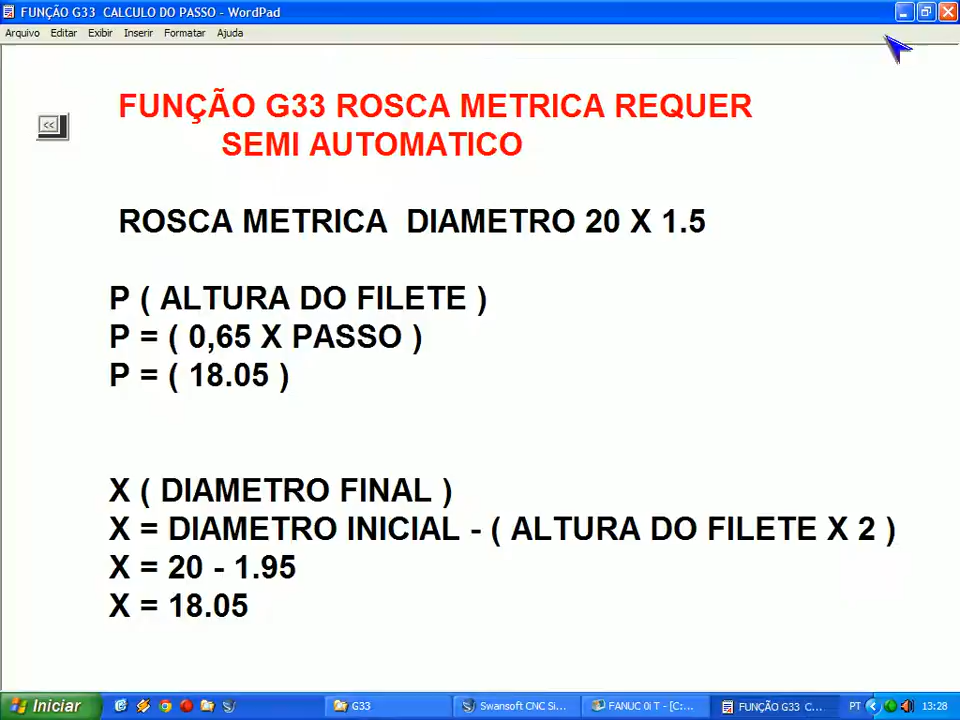 FUNÇÃO G33  CALCULO DO PASSO - WordPad
Arquivo Editar Exibir Inserir Formatar Ajuda
<<
FUNÇÃO G33 ROSCA METRICA REQUER
SEMI AUTOMATICO
ROSCA METRICA  DIAMETRO 20 X 1.5
P ( ALTURA DO FILETE )
P = ( 0,65 X PASSO )
P = ( 18.05 )
X ( DIAMETRO FINAL )
X = DIAMETRO INICIAL - ( ALTURA DO FILETE X 2 )
X = 20 - 1.95
X = 18.05
Iniciar G33 Swansoft CNC Si... FANUC 0i T - [C:... FUNÇÃO G33  C... PT 13:28